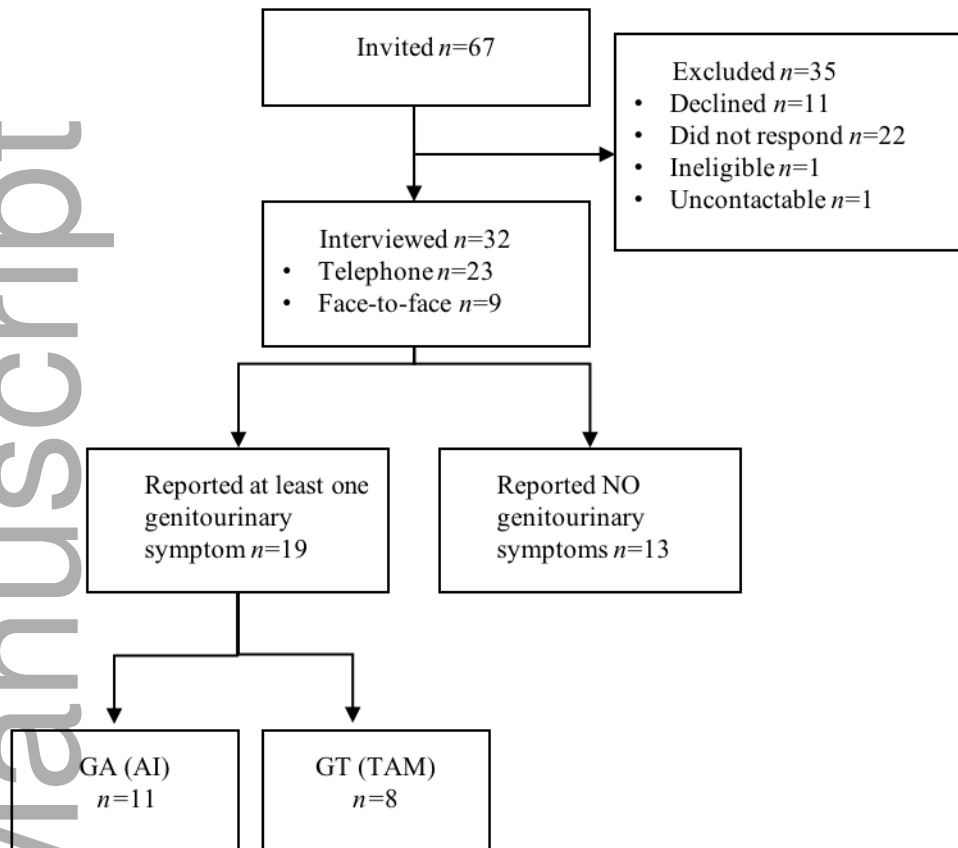 Invited n=67
Excluded n=35
• Declined n=11
• Did not respond n=22
• Ineligible n=1
• Uncontactable n=1
Interviewed n=32
• Telephone n=23
• Face-to-face n=9
Reported at least one
genitourinary
symptom n=19
Reported NO
genitourinary
symptoms n=13
GA (AI)
n=11
GT (TAM)
n=8
anuscript